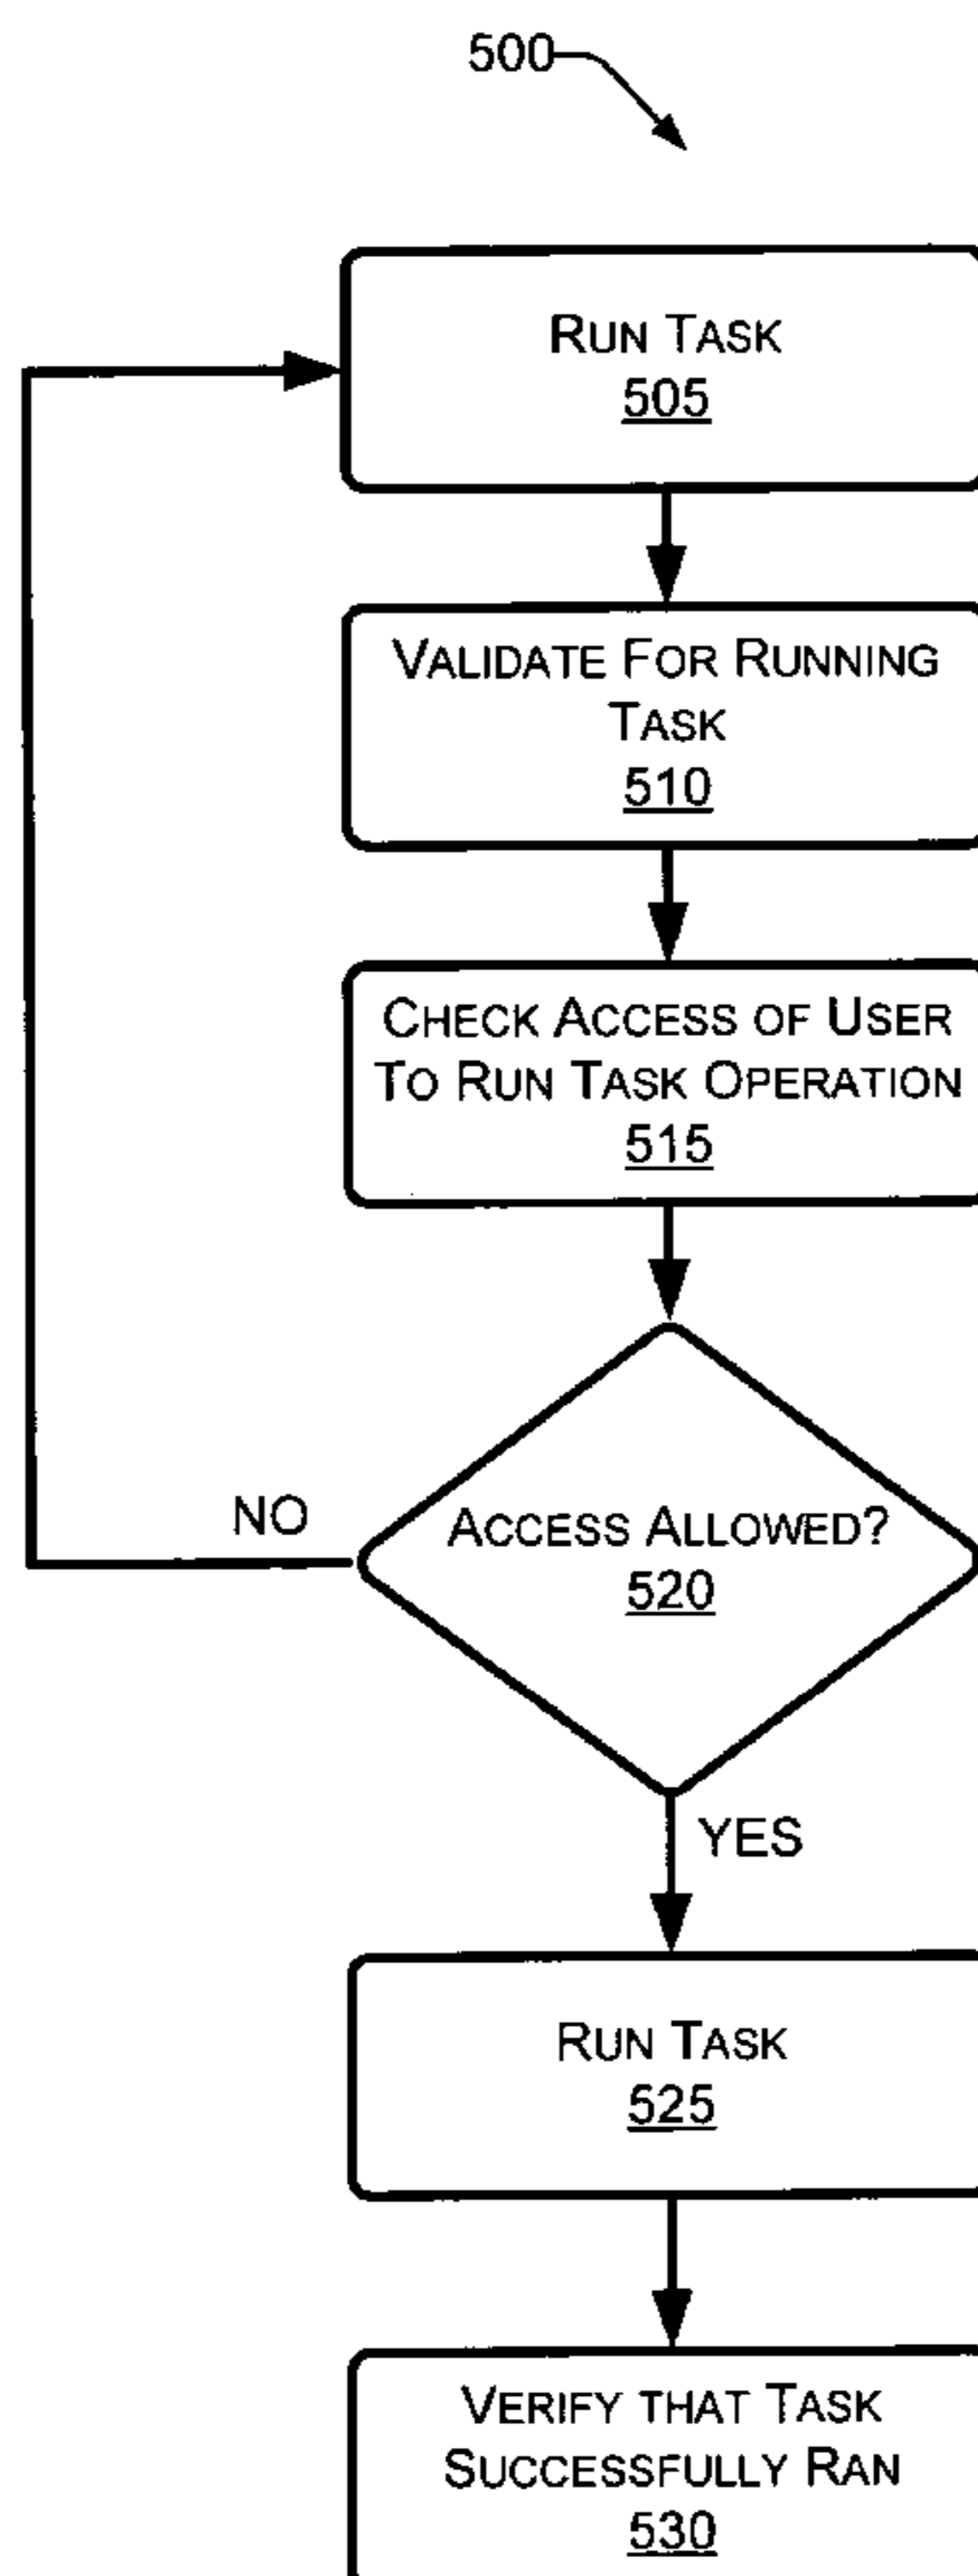 500
RUN TASK
505
VALIDATE FOR RUNNING
TASK
510
CHECK ACCESS OF USER
TO RUN TASK OPERATION
515
NO
ACCESS ALLOWED?
520
YES
RUN TASK
525
VERIFY THAT TASK
SUCCESSFULLY RAN
530